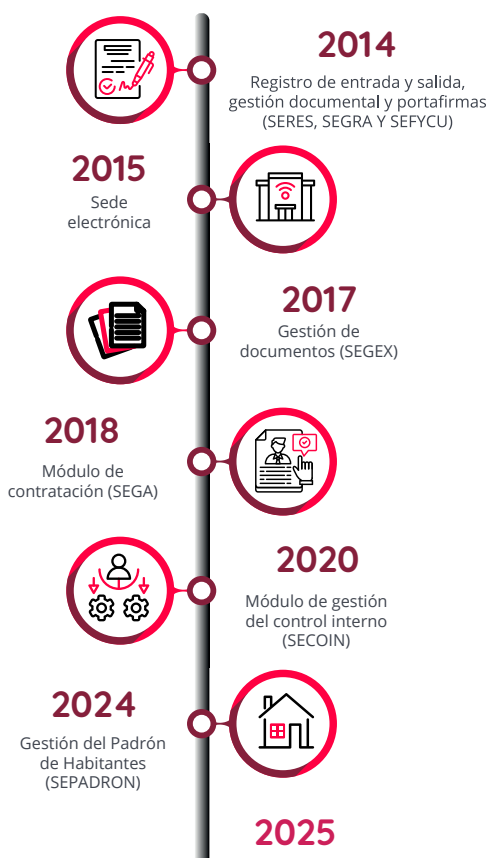 2014
Registro de entrada y salida,
gestión documental y portafirmas
(SERES, SEGRA Y SEFYCU)
2015
Sede
electrónica
2017
Gestión de
documentos (SEGEX)
2018
Módulo de
contratación (SEGA)
2020
Módulo de gestión
del control interno
(SECOIN)
2024
Gestión del Padrón
de Habitantes
(SEPADRON)
2025